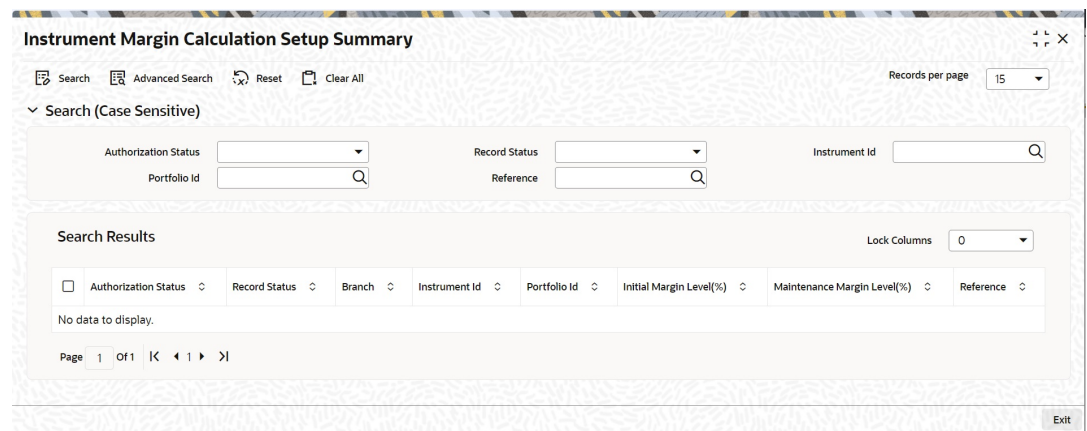 Instrument Margin Calculation Setup Summary
Search Advanced Search Reset Clear All Records per page 15
Search (Case Sensitive)
Authorization Status Record Status Instrument Id
Portfolio Id Reference
Search Results Lock Columns 0
Authorization Status Record Status Branch Instrument Id Portfolio Id Initial Margin Level(%) Maintenance Margin Level(%) Reference
No data to display.
Page 1 Of 1 1
Exit